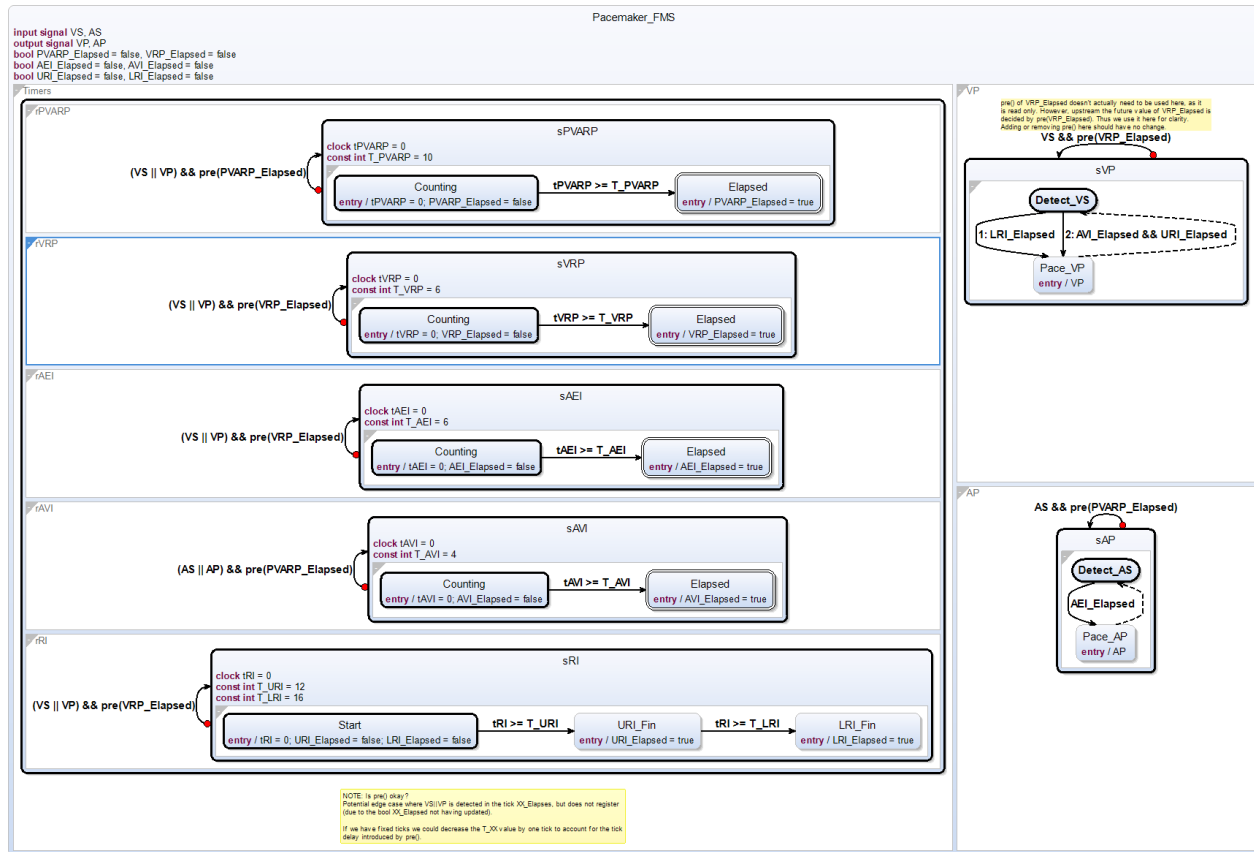 Pacemaker_FMS
input signal VS, AS
output signal VP, AP
bool PVARP_Elapsed = false, VRP_Elapsed = false
bool AEI_Elapsed = false, AVI_Elapsed = false
bool URI_Elapsed = false, LRI_Elapsed = false
Timers
rPVARP
sPVARP
clock tPVARP = 0
const int T_PVARP = 10
(VS || VP) && pre(PVARP_Elapsed)
Counting
entry / tPVARP = 0; PVARP_Elapsed = false
tPVARP >= T_PVARP
Elapsed
entry / PVARP_Elapsed = true
rVRP
sVRP
clock tVRP = 0
const int T_VRP = 6
(VS || VP) && pre(VRP_Elapsed)
Counting
entry / tVRP = 0; VRP_Elapsed = false
tVRP >= T_VRP
Elapsed
entry / VRP_Elapsed = true
rAEI
sAEI
clock tAEI = 0
const int T_AEI = 6
(VS || VP) && pre(VRP_Elapsed)
Counting
entry / tAEI = 0; AEI_Elapsed = false
tAEI >= T_AEI
Elapsed
entry / AEI_Elapsed = true
rAVI
sAVI
clock tAVI = 0
const int T_AVI = 4
(AS || AP) && pre(PVARP_Elapsed)
Counting
entry / tAVI = 0; AVI_Elapsed = false
tAVI >= T_AVI
Elapsed
entry / AVI_Elapsed = true
rRI
sRI
clock tRI = 0
const int T_URI = 12
const int T_LRI = 16
(VS || VP) && pre(VRP_Elapsed)
Start
entry / tRI = 0; URI_Elapsed = false; LRI_Elapsed = false
tRI >= T_URI
URI_Fin
entry / URI_Elapsed = true
tRI >= T_LRI
LRI_Fin
entry / LRI_Elapsed = true
NOTE: Is pre() okay?
Potential edge case where VS||VP is detected in the tick XX_Elapses, but does not register
(due to the bool XX_Elapsed not having updated).
If we have fixed ticks we could decrease the T_XX value by one tick to account for the tick
delay introduced by pre().
VP
pre() of VRP_Elapsed doesn't actually need to be used here, as it
is read only. However, upstream the future value of VRP_Elapsed is
decided by pre(VRP_Elapsed). Thus we use it here for clarity.
Adding or removing pre() here should have no change.
VS && pre(VRP_Elapsed)
sVP
Detect_VS
1: LRI_Elapsed
2: AVI_Elapsed && URI_Elapsed
Pace_VP
entry / VP
AP
AS && pre(PVARP_Elapsed)
sAP
Detect_AS
AEI_Elapsed
Pace_AP
entry / AP